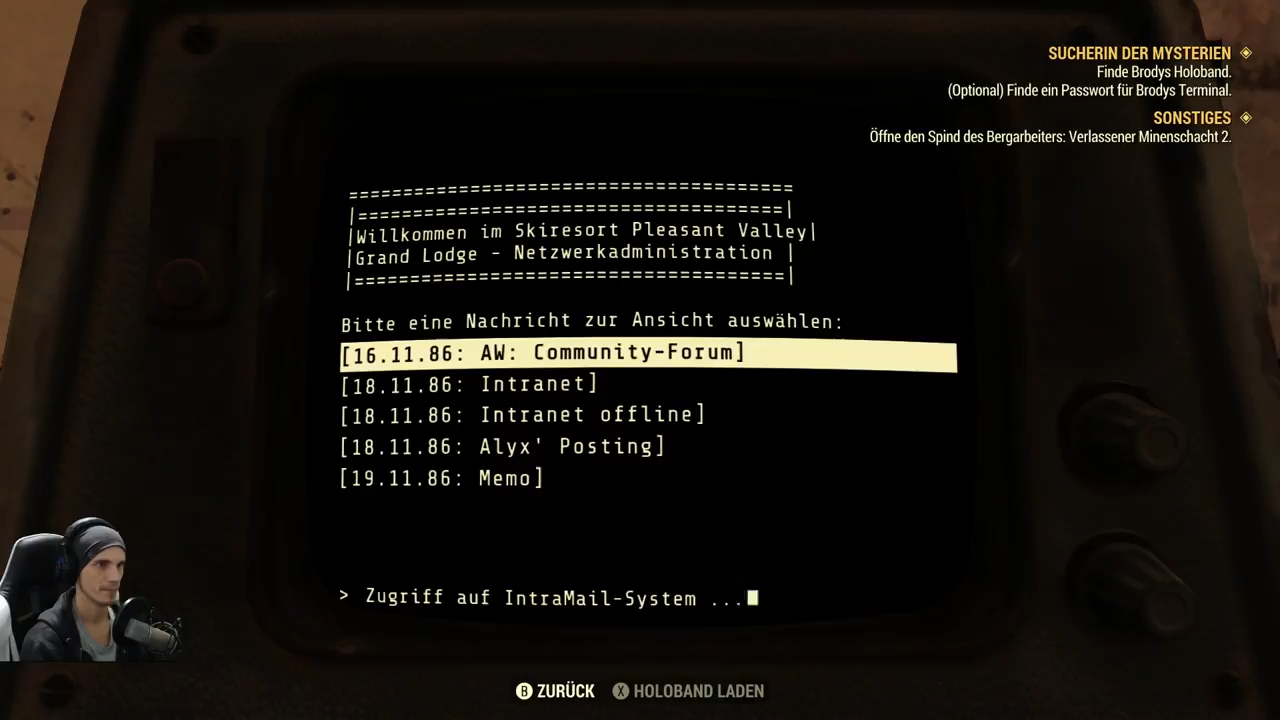 SUCHERIN DER MYSTERIEN
Finde Brodys Holoband.
(Optional) Finde ein Passwort für Brodys Terminal.
SONSTIGES
Öffne den Spind des Bergarbeiters: Verlassener Minenschacht 2.
=====================================
|===================================|
|Willkommen im Skiresort Pleasant Valley|
|Grand Lodge - Netzwerkadministration |
|===================================|
Bitte eine Nachricht zur Ansicht auswählen:
[16.11.86: AW: Community-Forum]
[18.11.86: Intranet]
[18.11.86: Intranet offline]
[18.11.86: Alyx' Posting]
[19.11.86: Memo]
> Zugriff auf IntraMail-System ...
B ZURÜCK X HOLOBAND LADEN